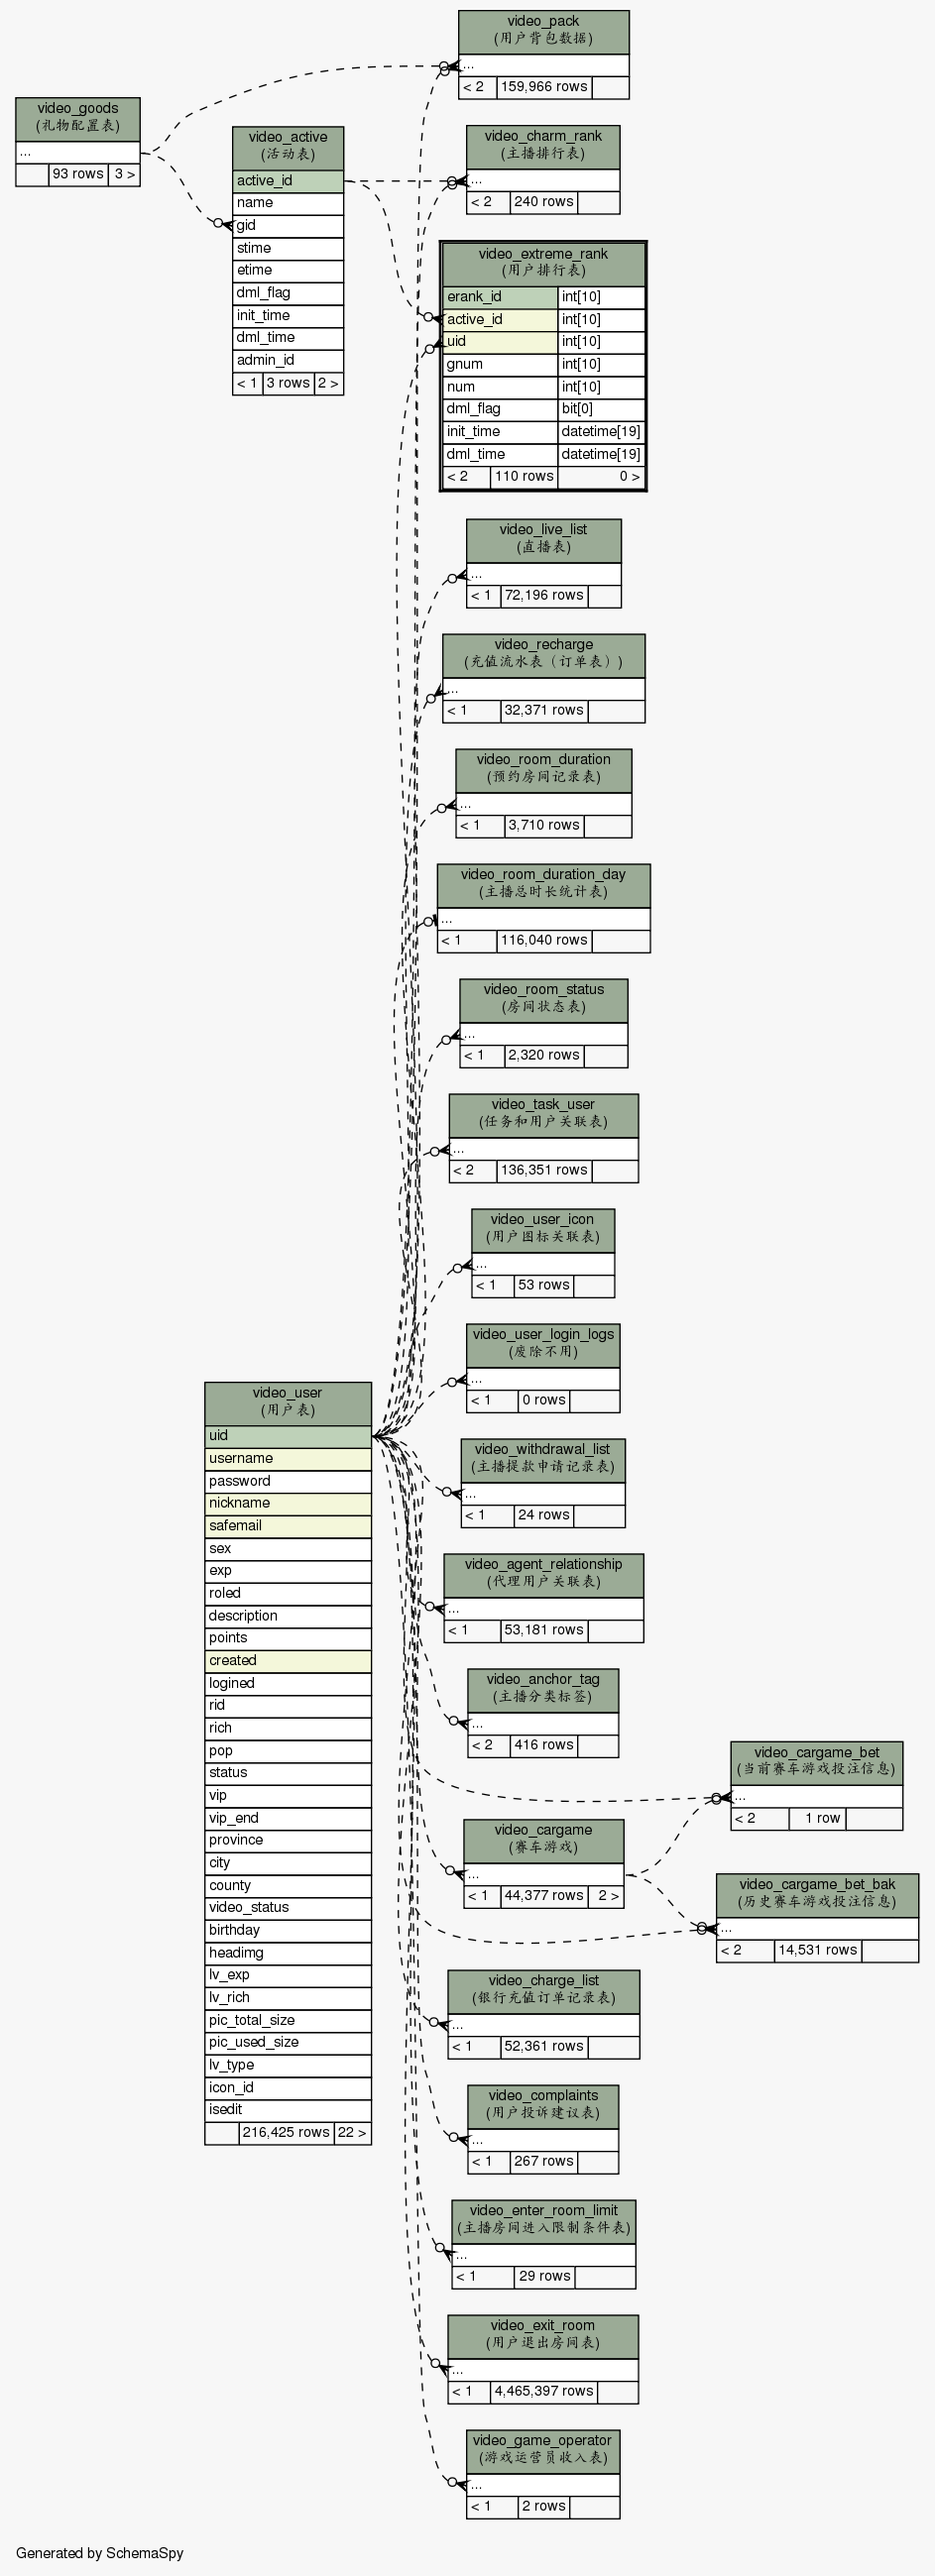 video_pack
(用户背包数据)
...
< 2 159,966 rows
video_goods
(礼物配置表)
...
93 rows 3 >
video_active
(活动表)
active_id
name
gid
stime
etime
dml_flag
init_time
dml_time
admin_id
< 1 3 rows 2 >
video_charm_rank
(主播排行表)
...
< 2 240 rows
video_extreme_rank
(用户排行表)
erank_id int[10]
active_id int[10]
uid int[10]
gnum int[10]
num int[10]
dml_flag bit[0]
init_time datetime[19]
dml_time datetime[19]
< 2 110 rows 0 >
video_live_list
(直播表)
...
< 1 72,196 rows
video_recharge
(充值流水表（订单表）)
...
< 1 32,371 rows
video_room_duration
(预约房间记录表)
...
< 1 3,710 rows
video_room_duration_day
(主播总时长统计表)
...
< 1 116,040 rows
video_room_status
(房间状态表)
...
< 1 2,320 rows
video_task_user
(任务和用户关联表)
...
< 2 136,351 rows
video_user_icon
(用户图标关联表)
...
< 1 53 rows
video_user_login_logs
(废除不用)
...
< 1 0 rows
video_user
(用户表)
uid
username
password
nickname
safemail
sex
exp
roled
description
points
created
logined
rid
rich
pop
status
vip
vip_end
province
city
county
video_status
birthday
headimg
lv_exp
lv_rich
pic_total_size
pic_used_size
lv_type
icon_id
isedit
216,425 rows 22 >
video_withdrawal_list
(主播提款申请记录表)
...
< 1 24 rows
video_agent_relationship
(代理用户关联表)
...
< 1 53,181 rows
video_anchor_tag
(主播分类标签)
...
< 2 416 rows
video_cargame_bet
(当前赛车游戏投注信息)
...
< 2 1 row
video_cargame
(赛车游戏)
...
< 1 44,377 rows 2 >
video_cargame_bet_bak
(历史赛车游戏投注信息)
...
< 2 14,531 rows
video_charge_list
(银行充值订单记录表)
...
< 1 52,361 rows
video_complaints
(用户投诉建议表)
...
< 1 267 rows
video_enter_room_limit
(主播房间进入限制条件表)
...
< 1 29 rows
video_exit_room
(用户退出房间表)
...
< 1 4,465,397 rows
video_game_operator
(游戏运营员收入表)
...
< 1 2 rows
Generated by SchemaSpy